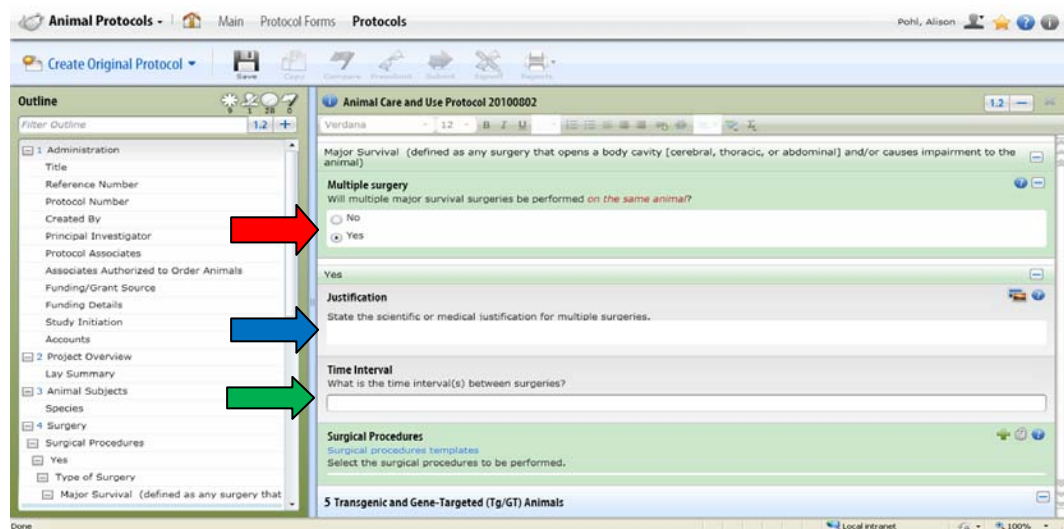 Animal Protocols - Main Protocol Forms Protocols Pohl, Alison
Create Original Protocol Save Copy Compare Presubmit Submit Export Reports
Outline 9 1 28 0
Filter Outline 1.2 +
1 Administration
Title
Reference Number
Protocol Number
Created By
Principal Investigator
Protocol Associates
Associates Authorized to Order Animals
Funding/Grant Source
Funding Details
Study Initiation
Accounts
2 Project Overview
Lay Summary
3 Animal Subjects
Species
4 Surgery
Surgical Procedures
Yes
Type of Surgery
Major Survival (defined as any surgery that
Animal Care and Use Protocol 20100802 1.2
Verdana 12 B I U
Major Survival (defined as any surgery that opens a body cavity [cerebral, thoracic, or abdominal] and/or causes impairment to the
animal)
Multiple surgery
Will multiple major survival surgeries be performed on the same animal?
No
Yes
Yes
Justification
State the scientific or medical justification for multiple surgeries.
Time Interval
What is the time interval(s) between surgeries?
Surgical Procedures
Surgical procedures templates
Select the surgical procedures to be performed.
5 Transgenic and Gene-Targeted (Tg/GT) Animals
Done Local intranet 100%